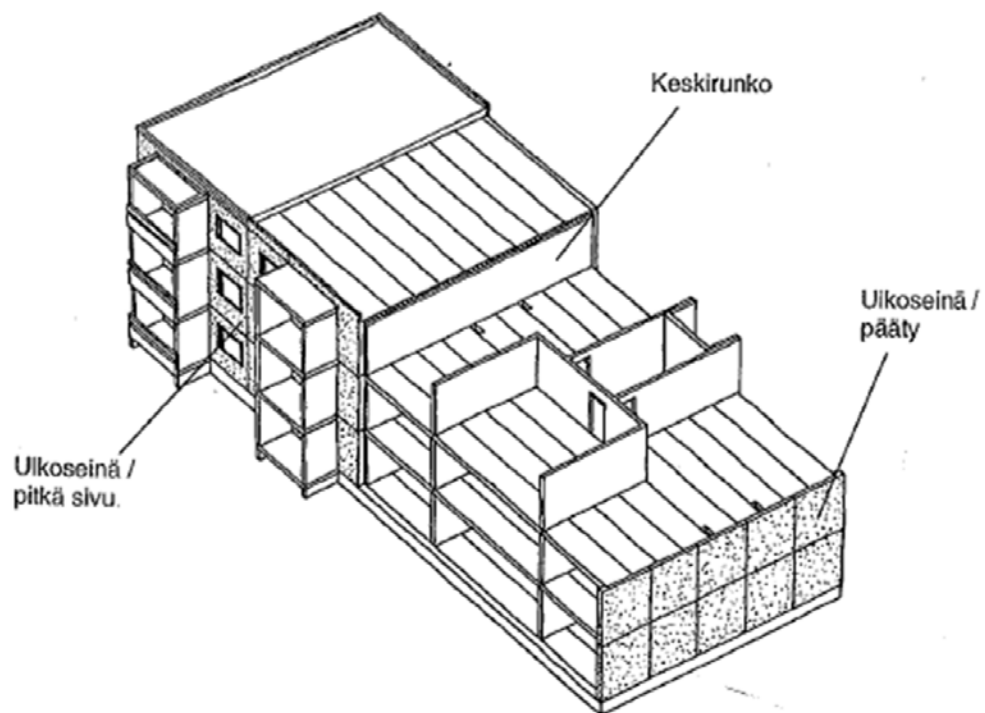 Keskirunko
Ulkoseinä /
pääty
Ulkoseinä /
pitkä sivu.